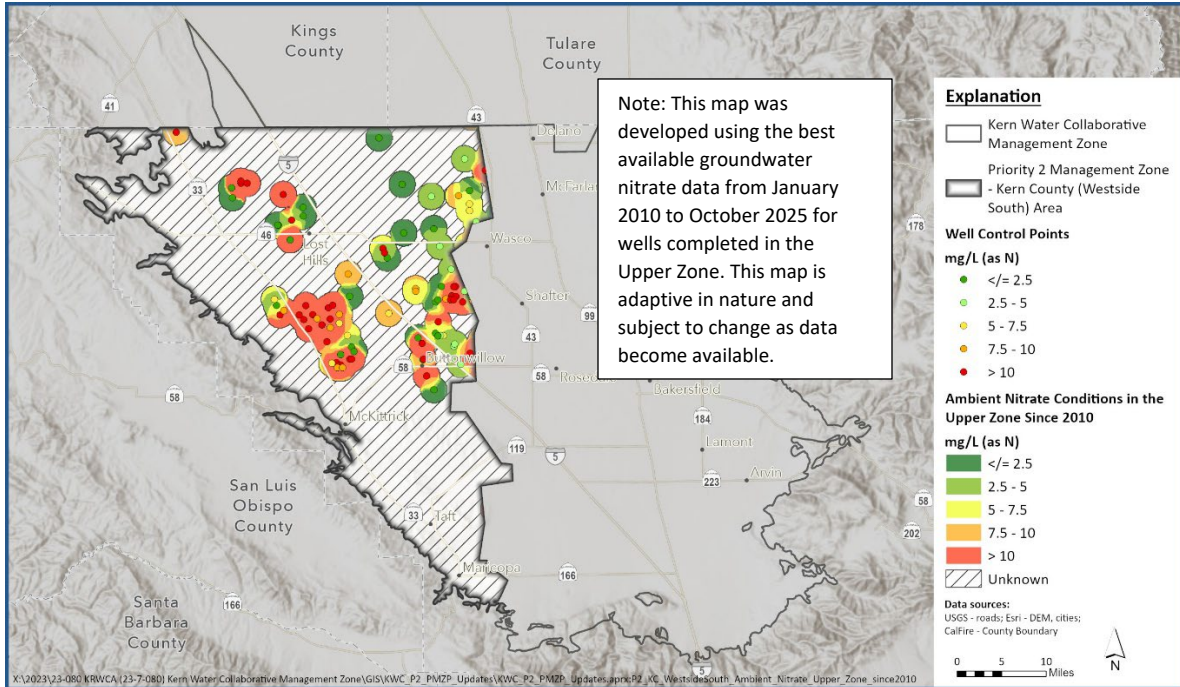 Kings
County
Tulare
County
41
43
Delano
5
33
McFarlan
178
46
Lost
Hills
Wasco
Shafter
99
43
58
Buttonwillow
58
Rosed
Bakersfield
58
McKittrick
184
Lamont
119
5
223
Arvin
58
San Luis
Obispo
County
33
Taft
202
Maricopa
166
Santa
Barbara
County
166
5
Note: This map was
developed using the best
available groundwater
nitrate data from January
2010 to October 2025 for
wells completed in the
Upper Zone. This map is
adaptive in nature and
subject to change as data
become available.
Explanation
Kern Water Collaborative
Management Zone
Priority 2 Management Zone
- Kern County (Westside
South) Area
Well Control Points
mg/L (as N)
</= 2.5
2.5 - 5
5 - 7.5
7.5 - 10
> 10
Ambient Nitrate Conditions in the
Upper Zone Since 2010
mg/L (as N)
</= 2.5
2.5 - 5
5 - 7.5
7.5 - 10
> 10
Unknown
Data sources:
USGS - roads; Esri - DEM, cities;
CalFire - County Boundary
0 5 10
Miles
N
X:\2023\23-080 KRWCA (23-7-080) Kern Water Collaborative Management Zone\GIS\KWC_P2_PMZP_Updates\KWC_P2_PMZP_Updates.aprx:P2_KC_WestsideSouth_Ambient_Nitrate_Upper_Zone_since2010